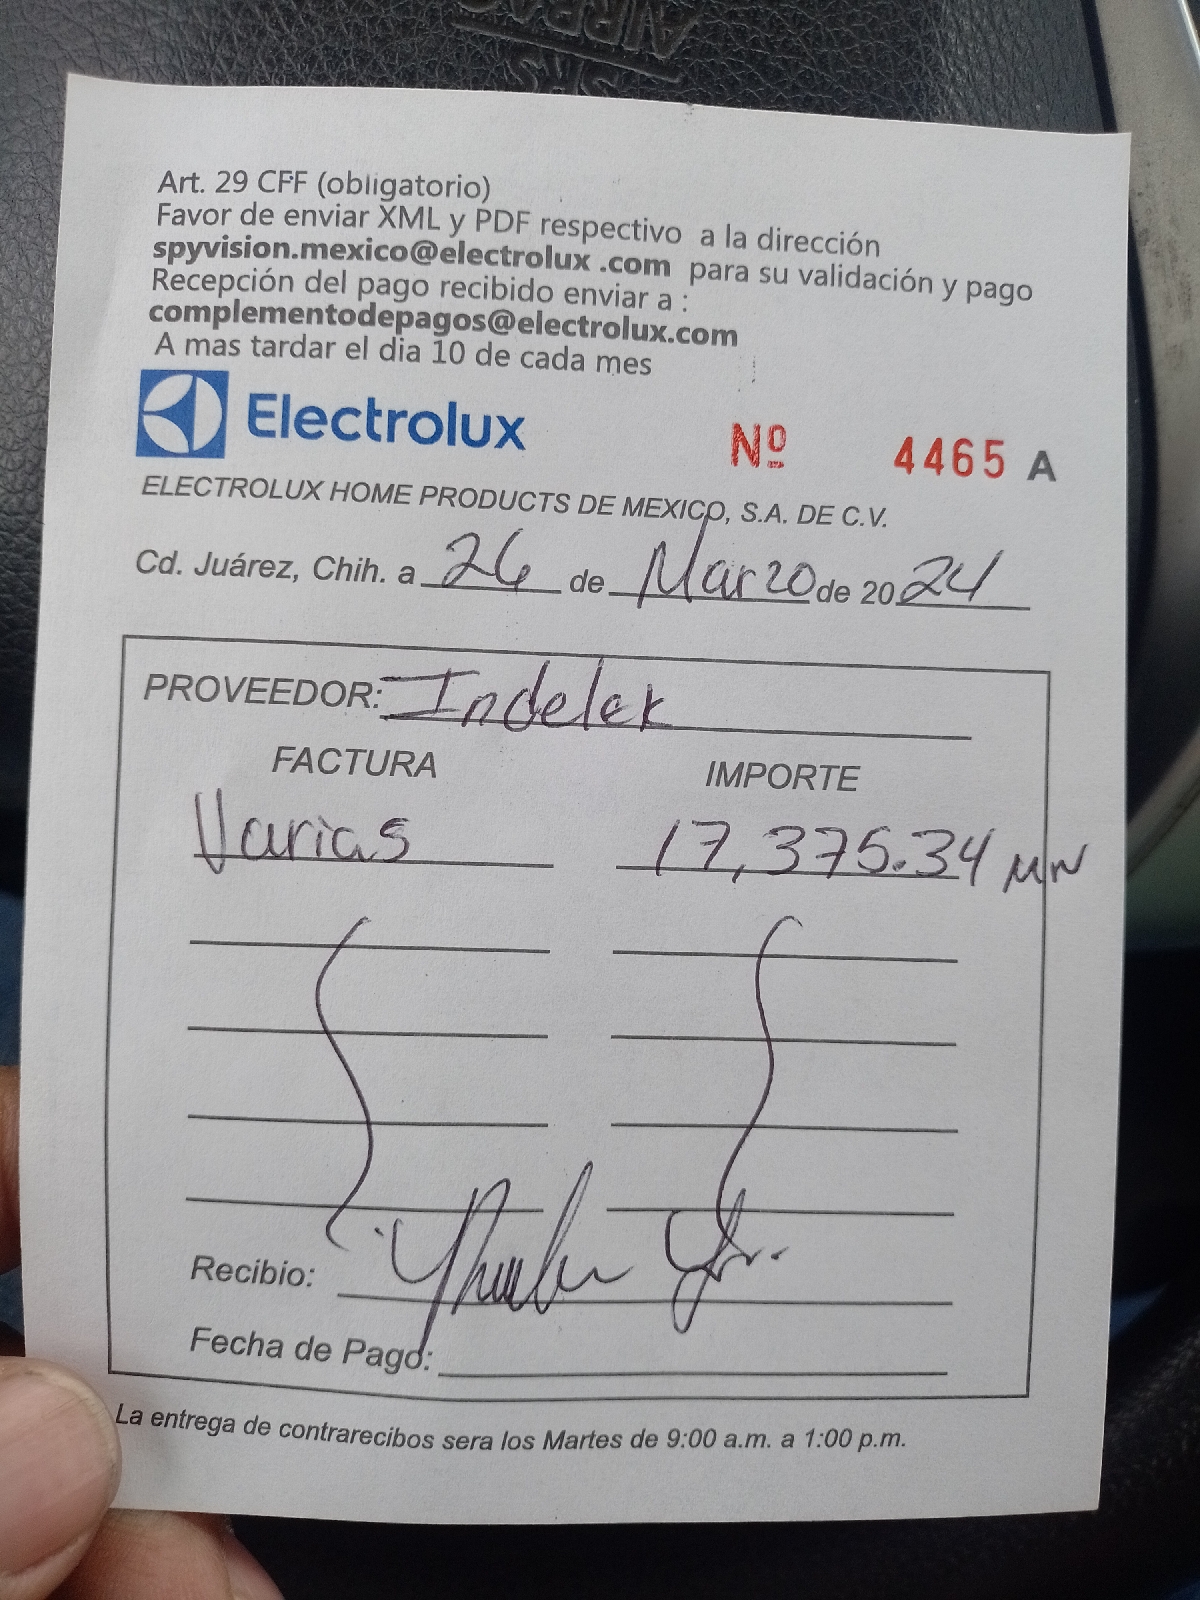 SRS
AIRBAG
Art. 29 CFF (obligatorio)
Favor de enviar XML y PDF respectivo a la dirección
spyvision.mexico@electrolux .com para su validación y pago
Recepción del pago recibido enviar a :
complementodepagos@electrolux.com
A mas tardar el dia 10 de cada mes
Electrolux Nº 4465 A
ELECTROLUX HOME PRODUCTS DE MEXICO, S.A. DE C.V.
Cd. Juárez, Chih. a 26 de Marzo de 2024
PROVEEDOR: Indelek
FACTURA IMPORTE
Varias 17,375.34 MN
Recibio:
Fecha de Pago:
La entrega de contrarecibos sera los Martes de 9:00 a.m. a 1:00 p.m.